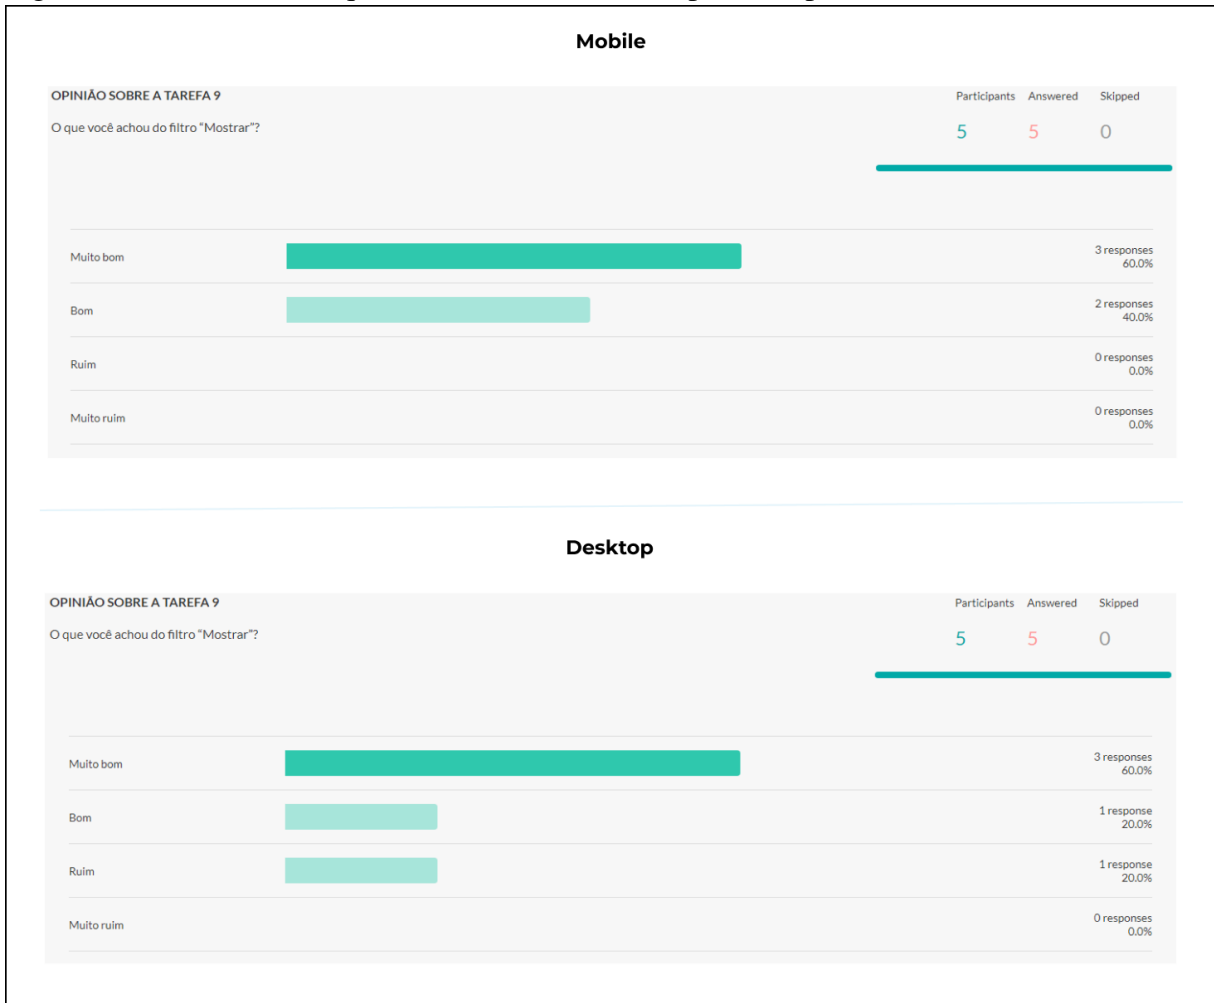 Mobile
OPINIÃO SOBRE A TAREFA 9
Participants Answered Skipped
O que você achou do filtro “Mostrar”?
5 5 0
Muito bom
3 responses
60.0%
Bom
2 responses
40.0%
Ruim
0 responses
0.0%
Muito ruim
0 responses
0.0%
Desktop
OPINIÃO SOBRE A TAREFA 9
Participants Answered Skipped
O que você achou do filtro “Mostrar”?
5 5 0
Muito bom
3 responses
60.0%
Bom
1 response
20.0%
Ruim
1 response
20.0%
Muito ruim
0 responses
0.0%